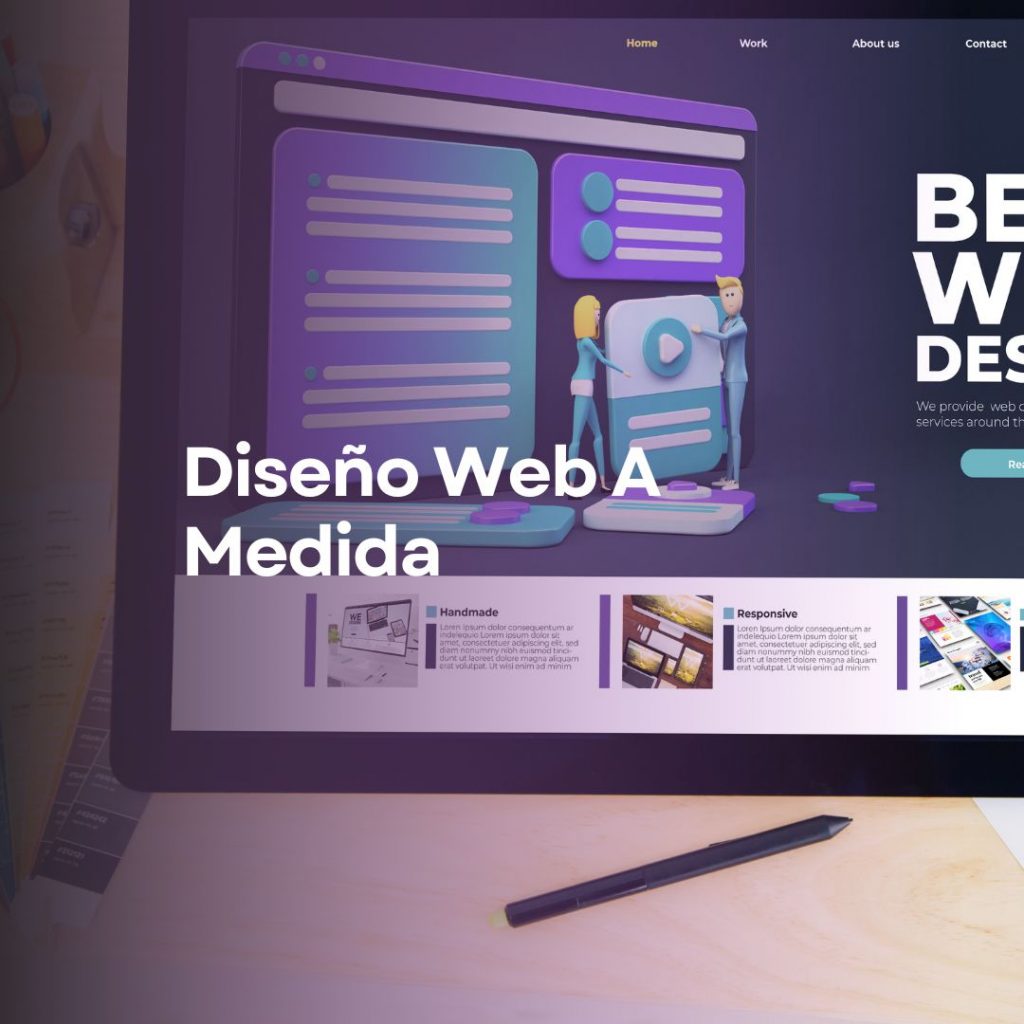 Home Work About us Contact
BE
W
DES
We provide web
services around
Diseño Web A
Medida
Handmade
Lorem ipsum dolor consequentum ar
indelequio Lorem ipsum dolor sit
amet, consectetuer adipiscing elit, sed
diam nonummy nibh euismod tinci-
dunt ut laoreet dolore magna aliquam
erat volutpat. Ut wisi enim ad minim
Responsive
Lorem ipsum dolor consequentum ar
indelequio Lorem ipsum dolor sit
amet, consectetuer adipiscing elit, sed
diam nonummy nibh euismod tinci-
dunt ut laoreet dolore magna aliquam
erat volutpat. Ut wisi enim ad minim